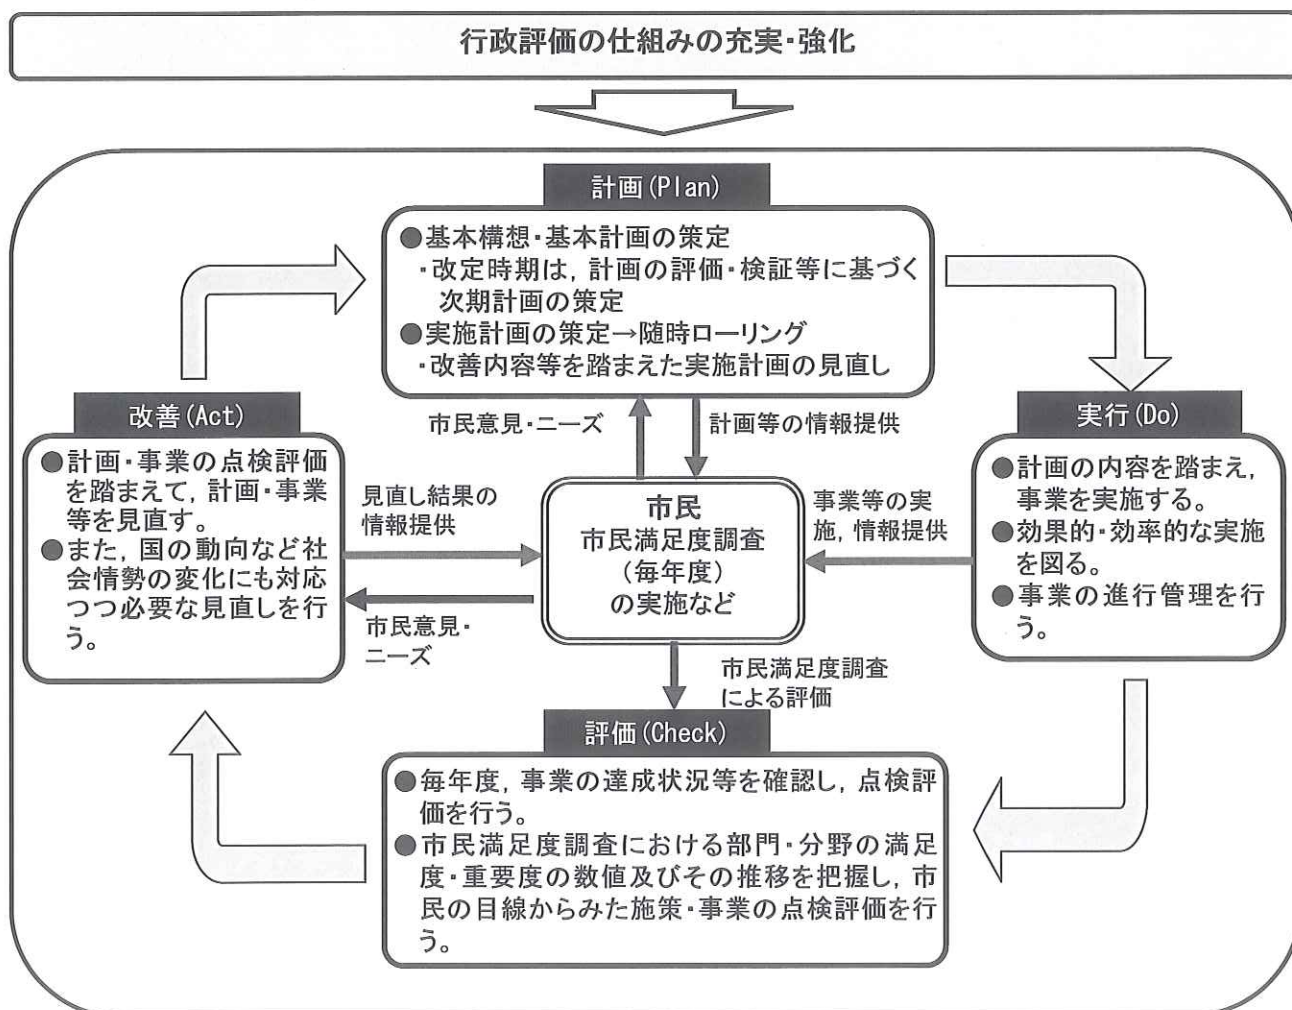 行政評価の仕組みの充実・強化
計画(Plan)
●基本構想・基本計画の策定
・改定時期は，計画の評価・検証等に基づく
次期計画の策定
●実施計画の策定→随時ローリング
・改善内容等を踏まえた実施計画の見直し
市民意見・ニーズ
計画等の情報提供
実行(Do)
●計画の内容を踏まえ，
事業を実施する。
●効果的・効率的な実施
を図る。
●事業の進行管理を行
う。
改善(Act)
●計画・事業の点検評価
を踏まえて，計画・事業
等を見直す。
●また，国の動向など社
会情勢の変化にも対応
つつ必要な見直しを行
う。
見直し結果の
情報提供
市民意見・
ニーズ
市民
市民満足度調査
（毎年度）
の実施など
事業等の実
施，情報提供
市民満足度調査
による評価
評価(Check)
●毎年度，事業の達成状況等を確認し，点検評
価を行う。
●市民満足度調査における部門・分野の満足
度・重要度の数値及びその推移を把握し，市
民の目線からみた施策・事業の点検評価を行
う。